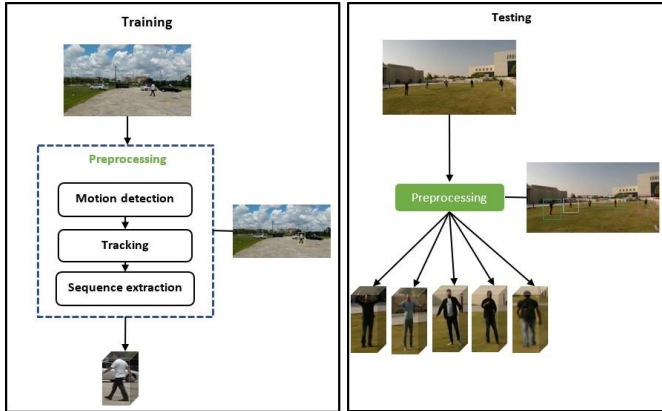 Training
Preprocessing
Motion detection
Tracking
Sequence extraction
Testing
Preprocessing